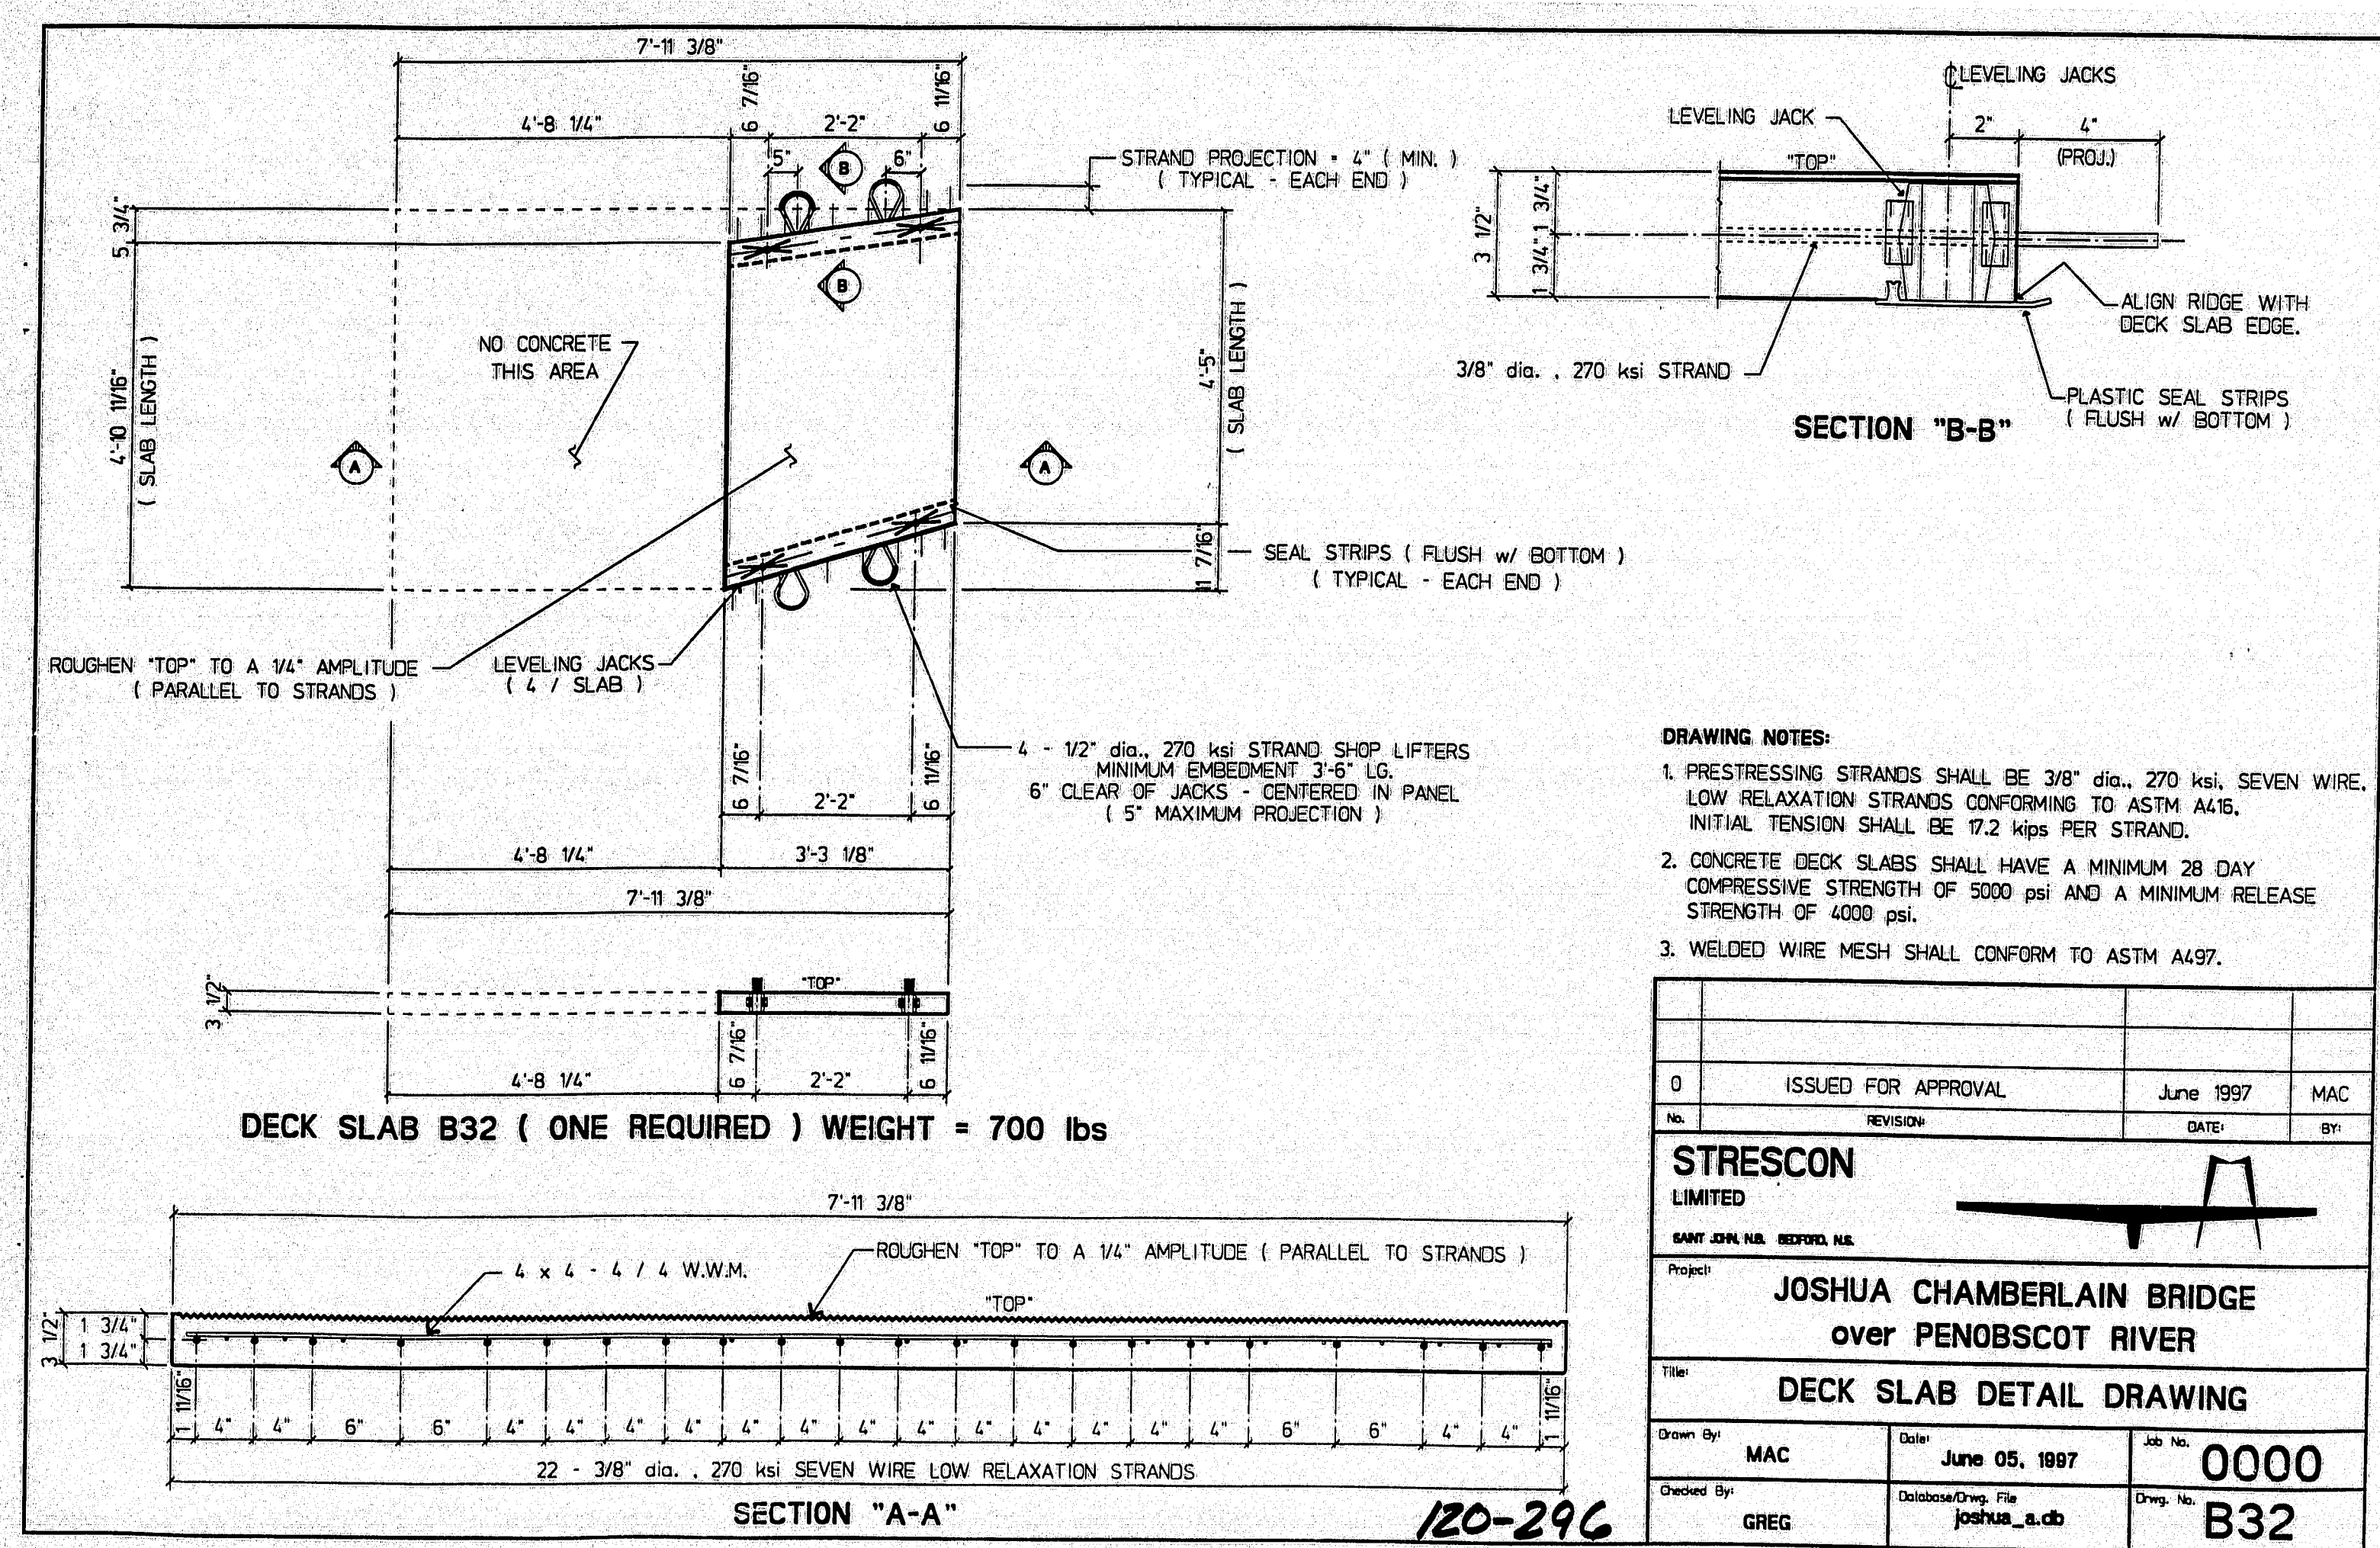 7'-11 3/8"
4'-8 1/4"
6 7/16"
2'-2"
6 11/16"
5"
B
6"
STRAND PROJECTION = 4" ( MIN. )
( TYPICAL - EACH END )
5 3/4"
4'-10 11/16"
( SLAB LENGTH )
NO CONCRETE
THIS AREA
B
A
A
4'-5"
( SLAB LENGTH )
11 7/16"
SEAL STRIPS ( FLUSH w/ BOTTOM )
( TYPICAL - EACH END )
ROUGHEN "TOP" TO A 1/4" AMPLITUDE
( PARALLEL TO STRANDS )
LEVELING JACKS
( 4 / SLAB )
4 - 1/2" dia., 270 ksi STRAND SHOP LIFTERS
MINIMUM EMBEDMENT 3'-6" LG.
6" CLEAR OF JACKS - CENTERED IN PANEL
( 5" MAXIMUM PROJECTION )
6 7/16"
2'-2"
6 11/16"
4'-8 1/4"
3'-3 1/8"
7'-11 3/8"
3 1/2"
"TOP"
4'-8 1/4"
6 7/16"
2'-2"
6 11/16"
DECK SLAB B32 ( ONE REQUIRED ) WEIGHT = 700 lbs
℄ LEVELING JACKS
LEVELING JACK
2"
4"
(PROJ.)
"TOP"
3 1/2"
1 3/4"
1 3/4"
ALIGN RIDGE WITH
DECK SLAB EDGE.
3/8" dia. , 270 ksi STRAND
PLASTIC SEAL STRIPS
( FLUSH w/ BOTTOM )
SECTION "B-B"
7'-11 3/8"
4 x 4 - 4 / 4 W.W.M.
ROUGHEN "TOP" TO A 1/4" AMPLITUDE ( PARALLEL TO STRANDS )
"TOP"
3 1/2"
1 3/4"
1 3/4"
1 11/16" 4" 4" 6" 6" 4" 4" 4" 4" 4" 4" 4" 4" 4" 4" 4" 4" 4" 6" 6" 4" 4" 1 11/16"
22 - 3/8" dia. , 270 ksi SEVEN WIRE LOW RELAXATION STRANDS
SECTION "A-A"
120-296
DRAWING NOTES:
1. PRESTRESSING STRANDS SHALL BE 3/8" dia., 270 ksi, SEVEN WIRE,
LOW RELAXATION STRANDS CONFORMING TO ASTM A416.
INITIAL TENSION SHALL BE 17.2 kips PER STRAND.
2. CONCRETE DECK SLABS SHALL HAVE A MINIMUM 28 DAY
COMPRESSIVE STRENGTH OF 5000 psi AND A MINIMUM RELEASE
STRENGTH OF 4000 psi.
3. WELDED WIRE MESH SHALL CONFORM TO ASTM A497.
0 ISSUED FOR APPROVAL June 1997 MAC
No. REVISION: DATE: BY:
STRESCON
LIMITED
SAINT JOHN, N.B. BEDFORD, N.S.
Project:
JOSHUA CHAMBERLAIN BRIDGE
over PENOBSCOT RIVER
Title:
DECK SLAB DETAIL DRAWING
Drawn By: MAC
Date: June 05, 1997
Job No. 0000
Checked By: GREG
Database/Drwg. File joshua_a.db
Drwg. No. B32